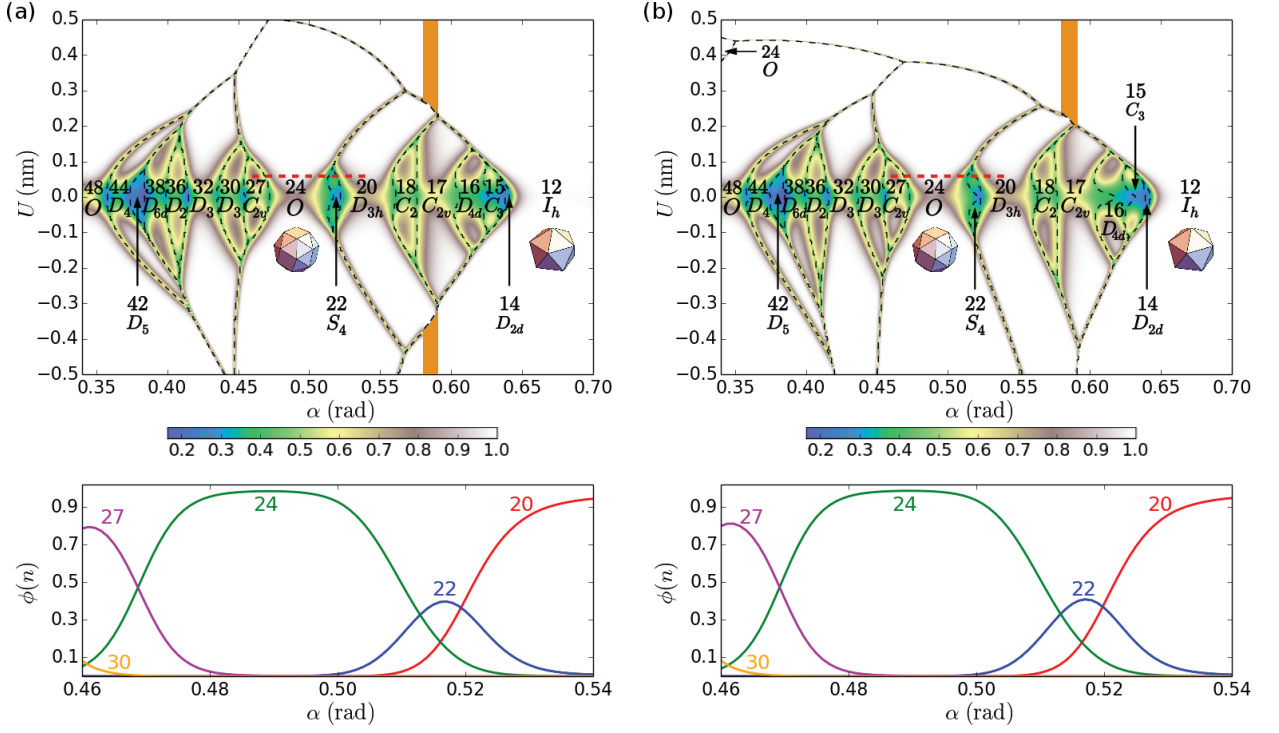 (a)
0.5
0.4
0.3
0.2
0.1
0.0
−0.1
−0.2
−0.3
−0.4
−0.5
U (nm)
48 44 38 36 32 30 27 24 20 18 17 16 15 12
O D4 D6d D2 D3 D3 C2v O D3h C2 C2v D4d C3 Ih
42 22 14
D5 S4 D2d
0.35 0.40 0.45 0.50 0.55 0.60 0.65 0.70
α (rad)
0.2 0.3 0.4 0.5 0.6 0.7 0.8 0.9 1.0
0.9
0.7
0.5
0.3
0.1
ϕ(n)
27 24 20
22
30
0.46 0.48 0.50 0.52 0.54
α (rad)
(b)
0.5
0.4
0.3
0.2
0.1
0.0
−0.1
−0.2
−0.3
−0.4
−0.5
U (nm)
24
O
15
C3
48 44 38 36 32 30 27 24 20 18 17 12
O D4 D6d D2 D3 D3 C2v O D3h C2 C2v Ih
16
D4d
42 22 14
D5 S4 D2d
0.35 0.40 0.45 0.50 0.55 0.60 0.65 0.70
α (rad)
0.2 0.3 0.4 0.5 0.6 0.7 0.8 0.9 1.0
0.9
0.7
0.5
0.3
0.1
ϕ(n)
27 24 20
22
30
0.46 0.48 0.50 0.52 0.54
α (rad)